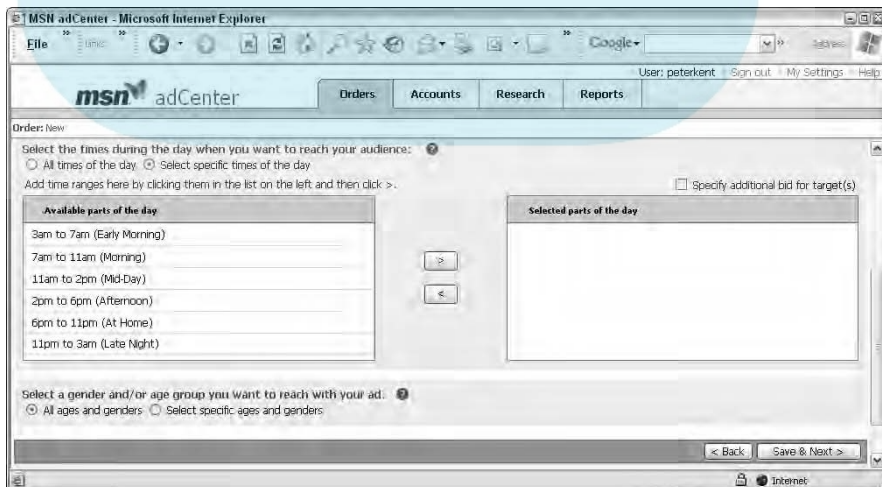 MSN adCenter - Microsoft Internet Explorer
File » Links » » Google » Address
User: peterkent Sign out My Settings Help
msn adCenter Orders Accounts Research Reports
Order: New
Select the times during the day when you want to reach your audience:
All times of the day Select specific times of the day
Add time ranges here by clicking them in the list on the left and then click >.
Specify additional bid for target(s)
Available parts of the day
Selected parts of the day
3am to 7am (Early Morning)
7am to 11am (Morning)
11am to 2pm (Mid-Day)
2pm to 6pm (Afternoon)
6pm to 11pm (At Home)
11pm to 3am (Late Night)
>
<
Select a gender and/or age group you want to reach with your ad.
All ages and genders Select specific ages and genders
< Back Save & Next >
Internet